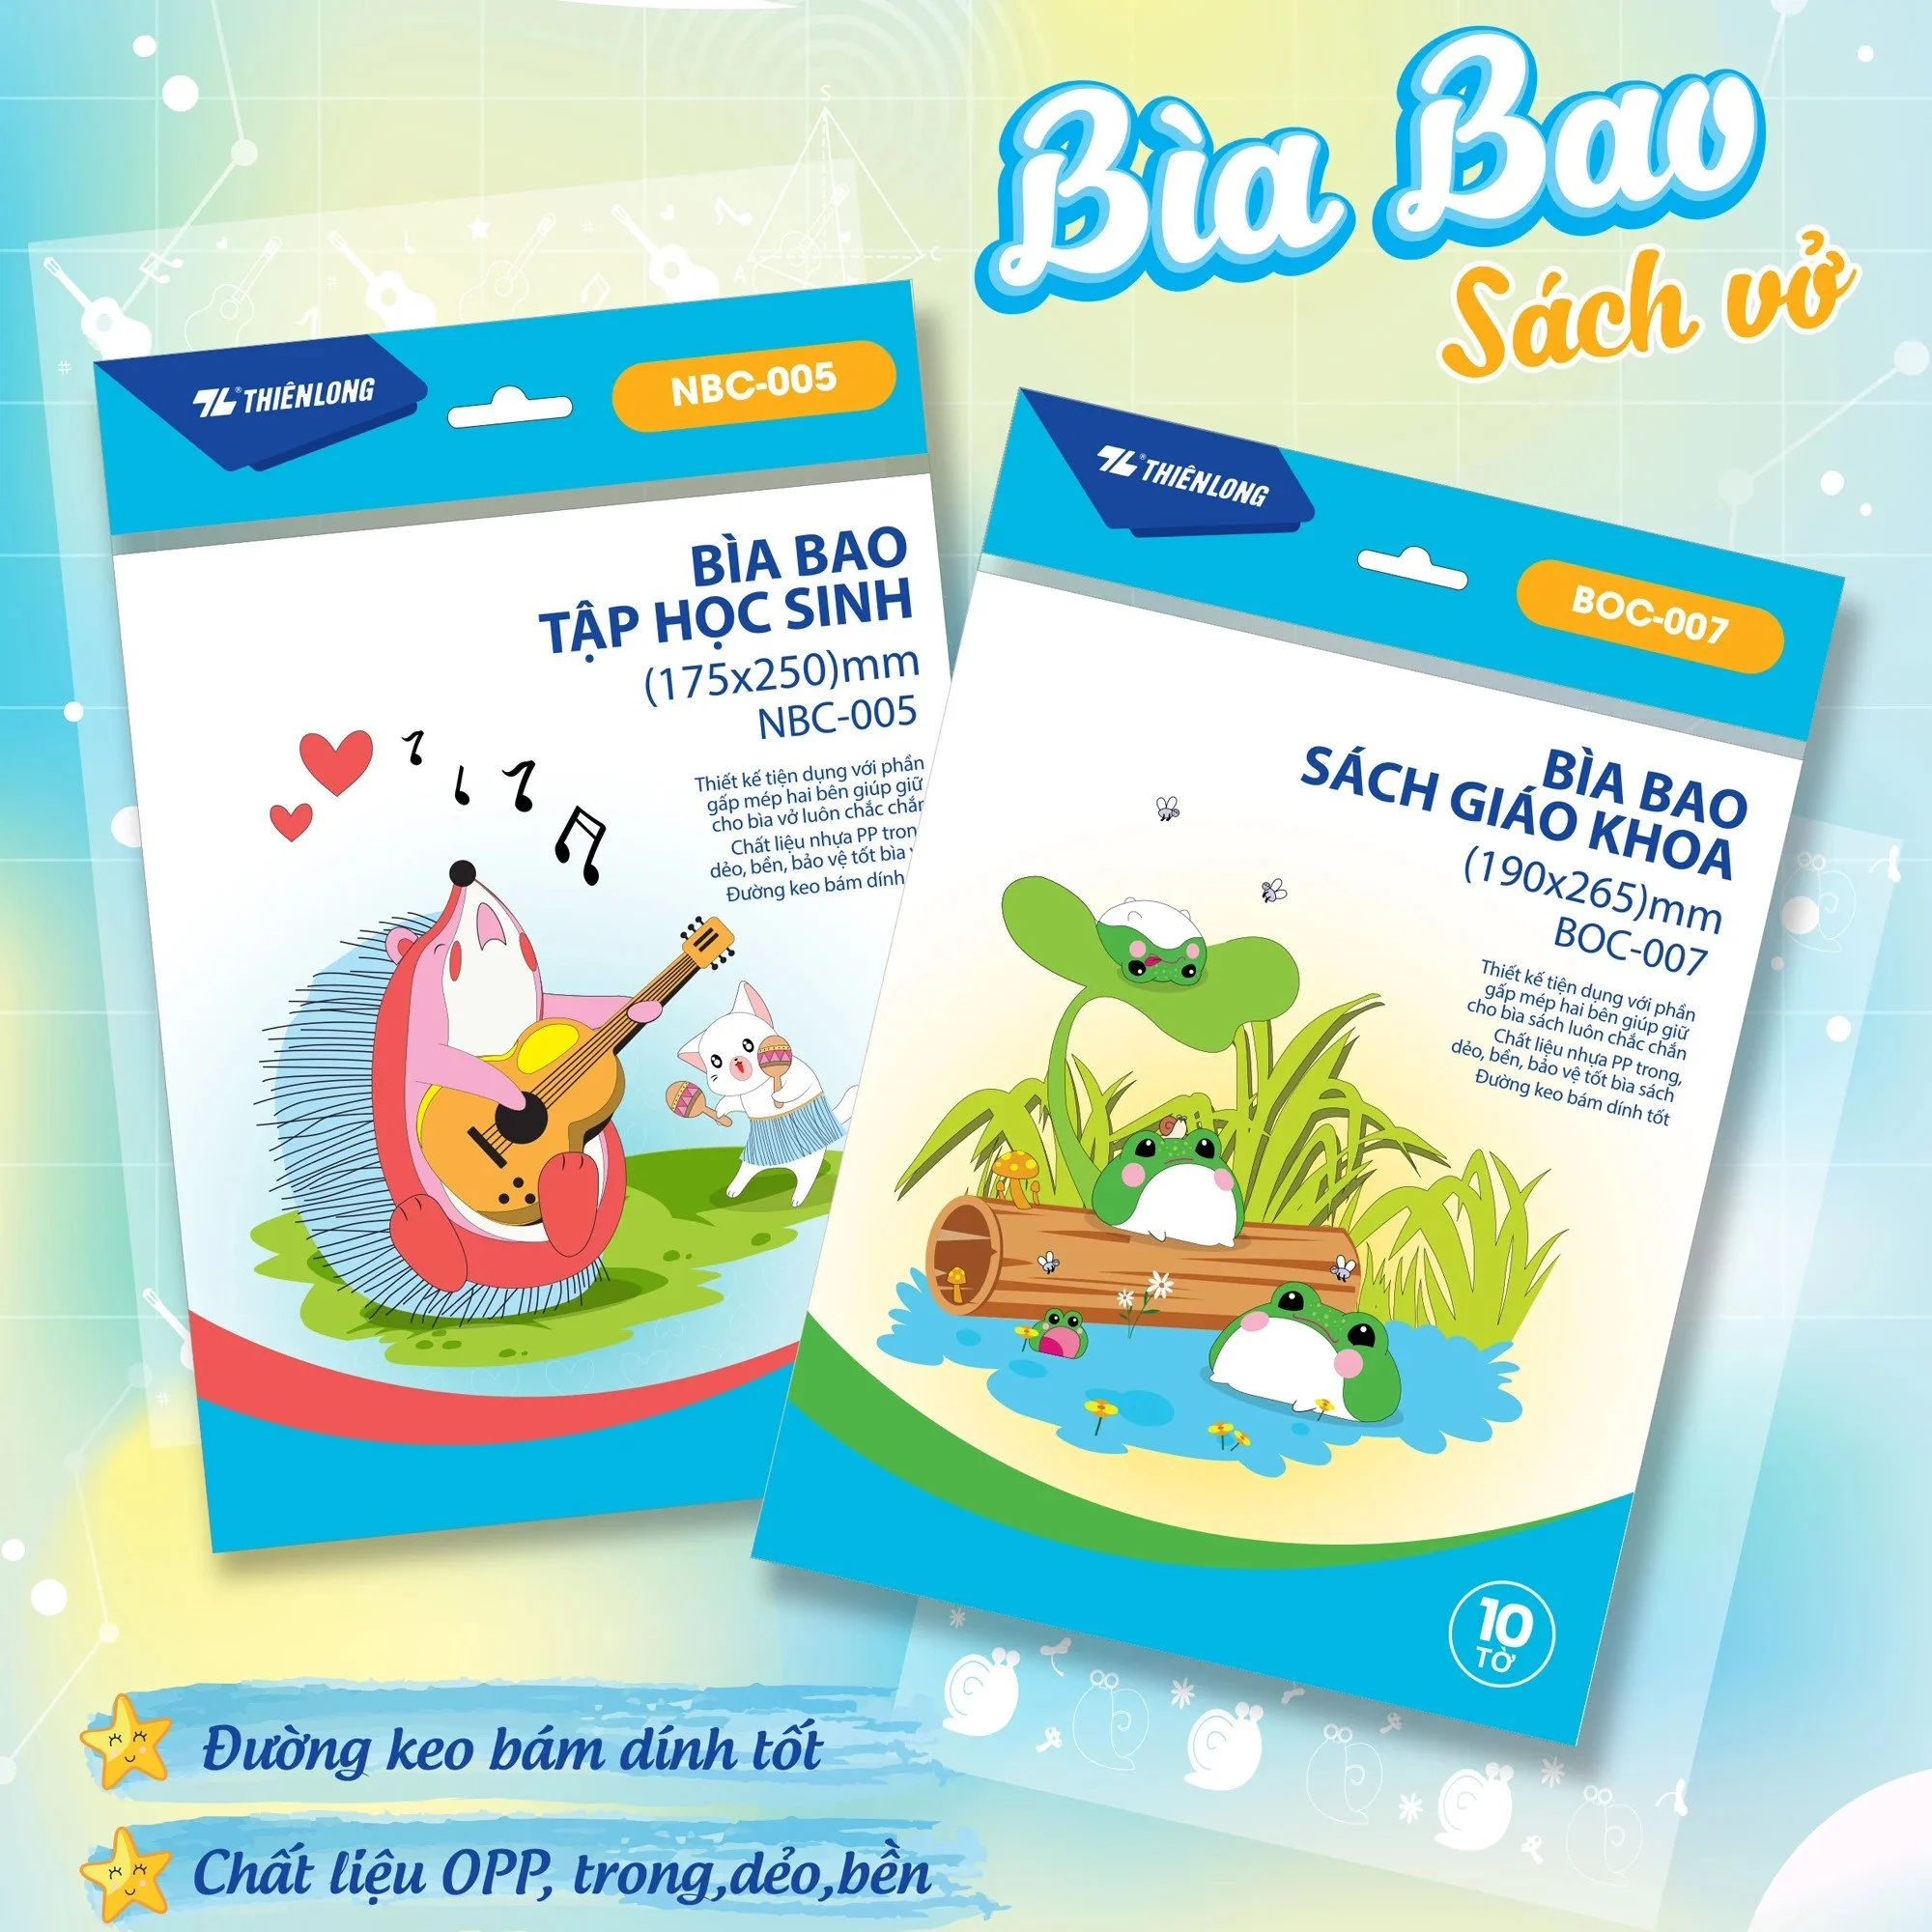 Bìa Bao
Sách vở
S
A
C
THIÊN LONG
NBC-005
BÌA BAO
TẬP HỌC SINH
(175x250)mm
NBC-005
Thiết kế tiện dụng với phần
gấp mép hai bên giúp giữ
cho bìa vở luôn chắc chắn
Chất liệu nhựa PP tron
dẻo, bền, bảo vệ tốt bìa
Đường keo bám dính
THIÊN LONG
BOC-007
BÌA BAO
SÁCH GIÁO KHOA
(190x265)mm
BOC-007
Thiết kế tiện dụng với phần
gấp mép hai bên giúp giữ
cho bìa sách luôn chắc chắn
Chất liệu nhựa PP trong,
dẻo, bền, bảo vệ tốt bìa sách
Đường keo bám dính tốt
10
TỜ
Đường keo bám dính tốt
Chất liệu OPP, trong,dẻo,bền